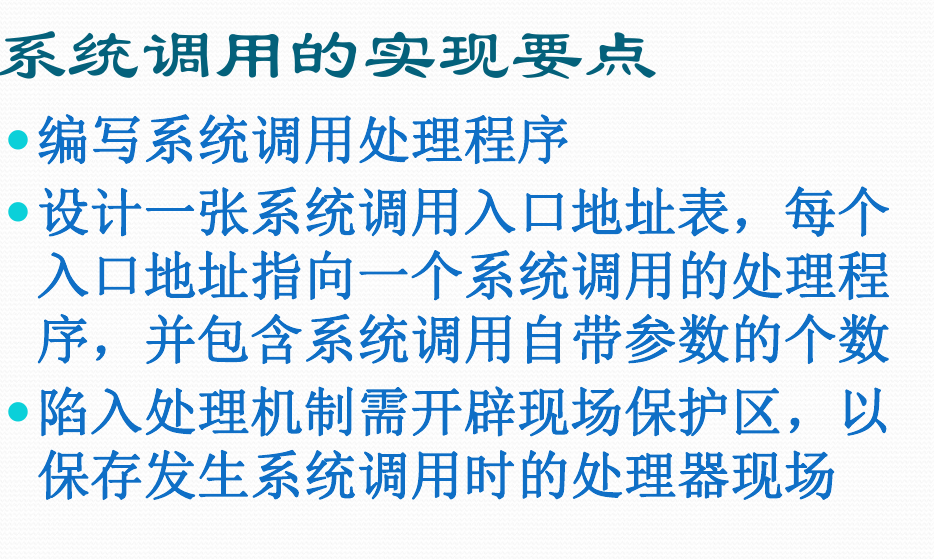 系统调用的实现要点
•编写系统调用处理程序
•设计一张系统调用入口地址表，每个
入口地址指向一个系统调用的处理程
序，并包含系统调用自带参数的个数
•陷入处理机制需开辟现场保护区，以
保存发生系统调用时的处理器现场